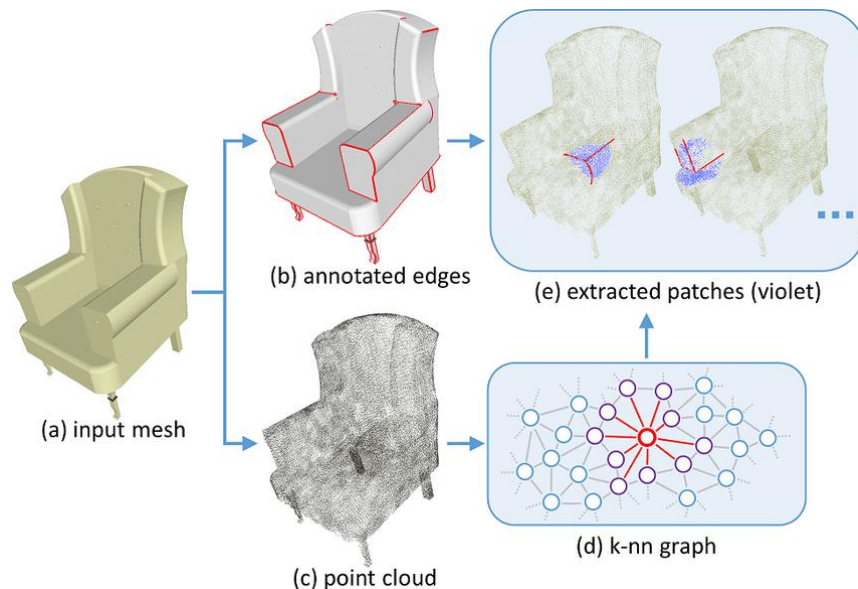 (a) input mesh
(b) annotated edges
(c) point cloud
(d) k-nn graph
(e) extracted patches (violet)